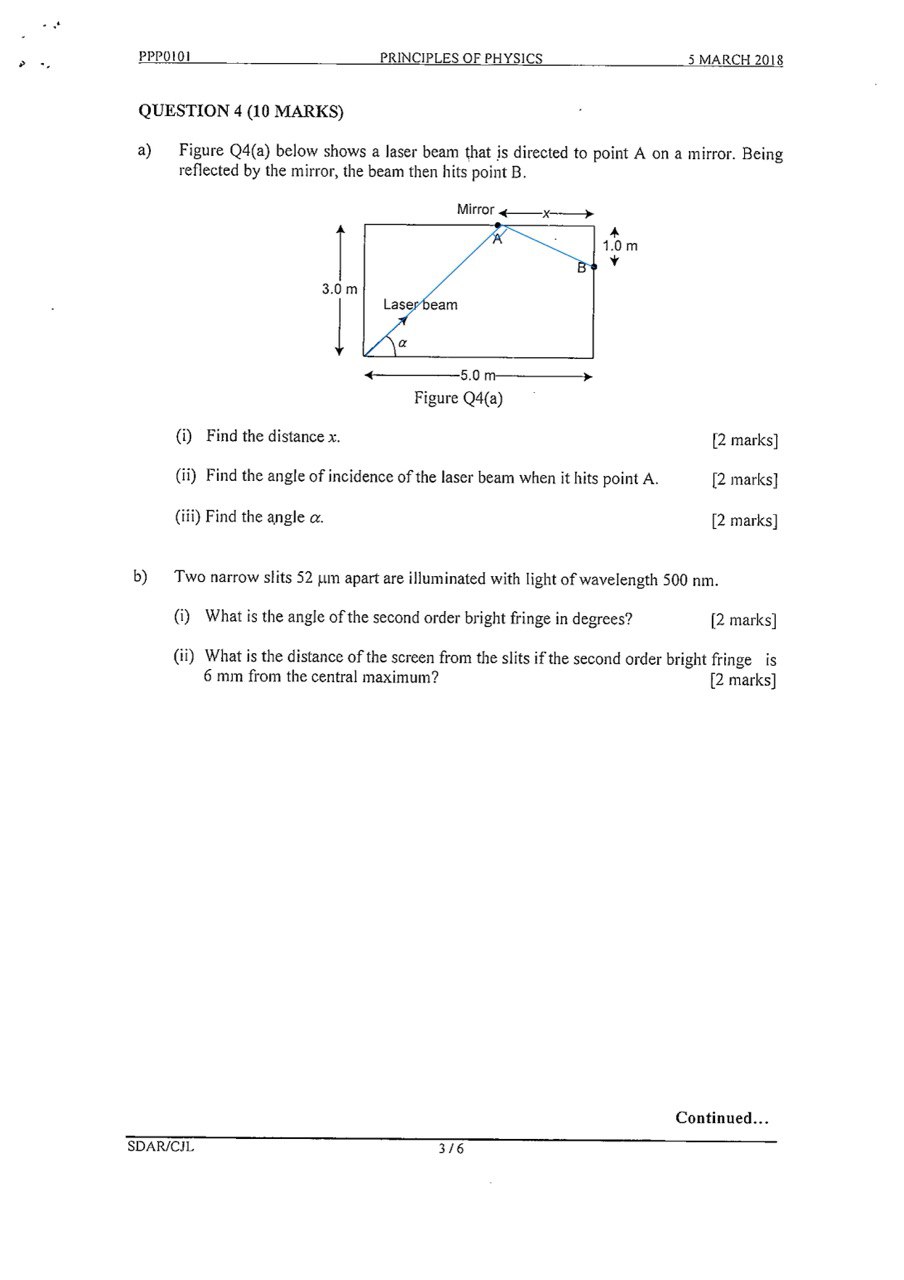 PPP0101 PRINCIPLES OF PHYSICS 5 MARCH 2018
QUESTION 4 (10 MARKS)
a) Figure Q4(a) below shows a laser beam that is directed to point A on a mirror. Being
reflected by the mirror, the beam then hits point B.
Mirror x
A
1.0 m
B
3.0 m
Laser beam
α
5.0 m
Figure Q4(a)
(i) Find the distance x. [2 marks]
(ii) Find the angle of incidence of the laser beam when it hits point A. [2 marks]
(iii) Find the angle α. [2 marks]
b) Two narrow slits 52 μm apart are illuminated with light of wavelength 500 nm.
(i) What is the angle of the second order bright fringe in degrees? [2 marks]
(ii) What is the distance of the screen from the slits if the second order bright fringe is
6 mm from the central maximum? [2 marks]
Continued...
SDAR/CJL 3 / 6